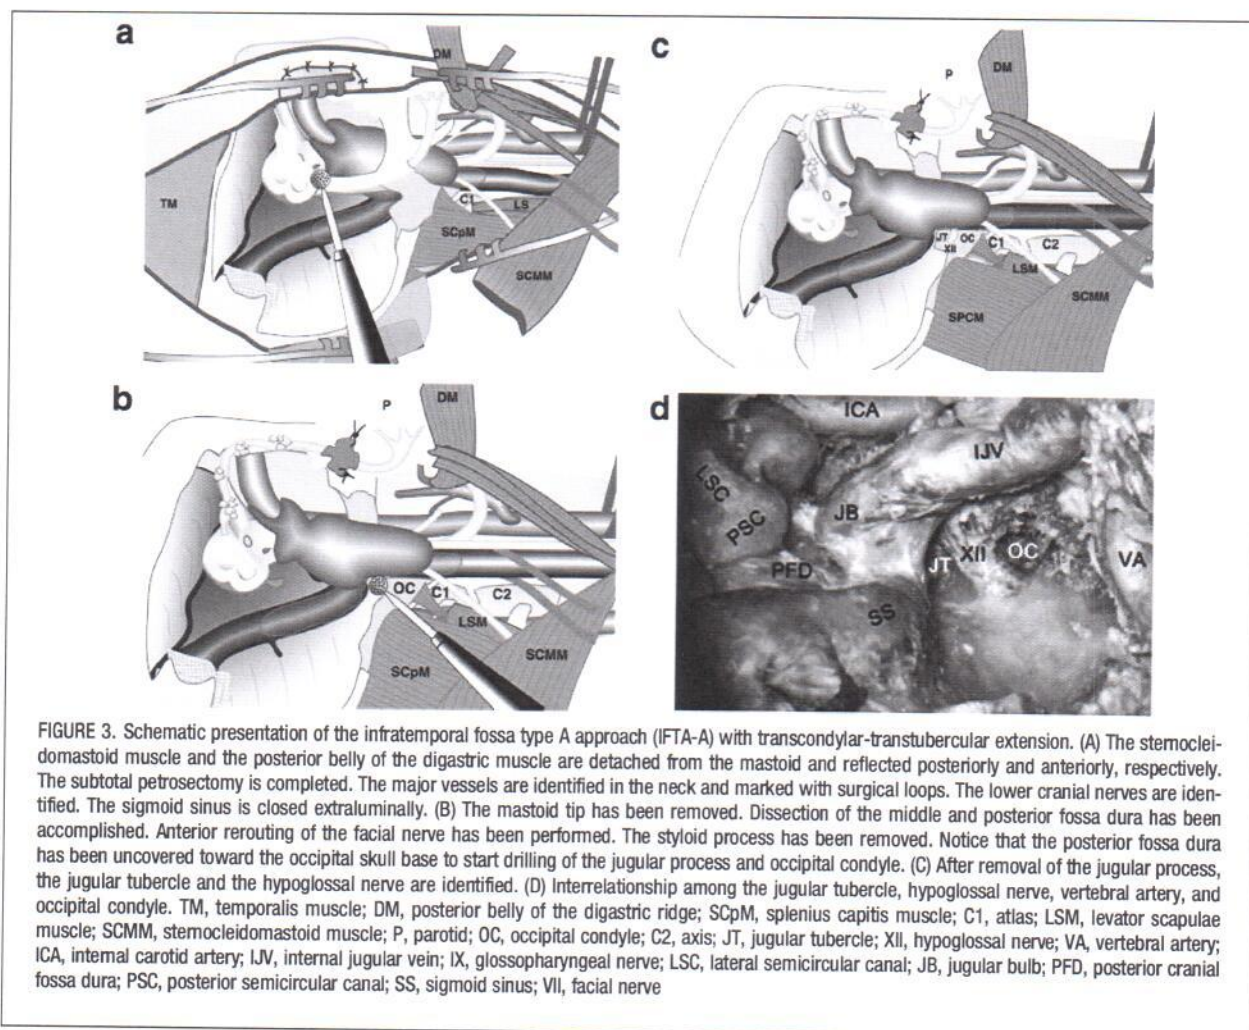 a
DM
TM
C1
LS
SCpM
SCMM
c
P
DM
JT
XII
OC
C1
C2
LSM
SPCM
SCMM
b
P
DM
OC
C1
C2
LSM
SCpM
SCMM
d
ICA
IJV
LSC
PSC
JB
PFD
JT
XII
OC
VA
SS
FIGURE 3. Schematic presentation of the infratemporal fossa type A approach (IFTA-A) with transcondylar-transtubercular extension. (A) The sternoclei-
domastoid muscle and the posterior belly of the digastric muscle are detached from the mastoid and reflected posteriorly and anteriorly, respectively.
The subtotal petrosectomy is completed. The major vessels are identified in the neck and marked with surgical loops. The lower cranial nerves are iden-
tified. The sigmoid sinus is closed extraluminally. (B) The mastoid tip has been removed. Dissection of the middle and posterior fossa dura has been
accomplished. Anterior rerouting of the facial nerve has been performed. The styloid process has been removed. Notice that the posterior fossa dura
has been uncovered toward the occipital skull base to start drilling of the jugular process and occipital condyle. (C) After removal of the jugular process,
the jugular tubercle and the hypoglossal nerve are identified. (D) Interrelationship among the jugular tubercle, hypoglossal nerve, vertebral artery, and
occipital condyle. TM, temporalis muscle; DM, posterior belly of the digastric ridge; SCpM, splenius capitis muscle; C1, atlas; LSM, levator scapulae
muscle; SCMM, sternocleidomastoid muscle; P, parotid; OC, occipital condyle; C2, axis; JT, jugular tubercle; XII, hypoglossal nerve; VA, vertebral artery;
ICA, internal carotid artery; IJV, internal jugular vein; IX, glossopharyngeal nerve; LSC, lateral semicircular canal; JB, jugular bulb; PFD, posterior cranial
fossa dura; PSC, posterior semicircular canal; SS, sigmoid sinus; VII, facial nerve